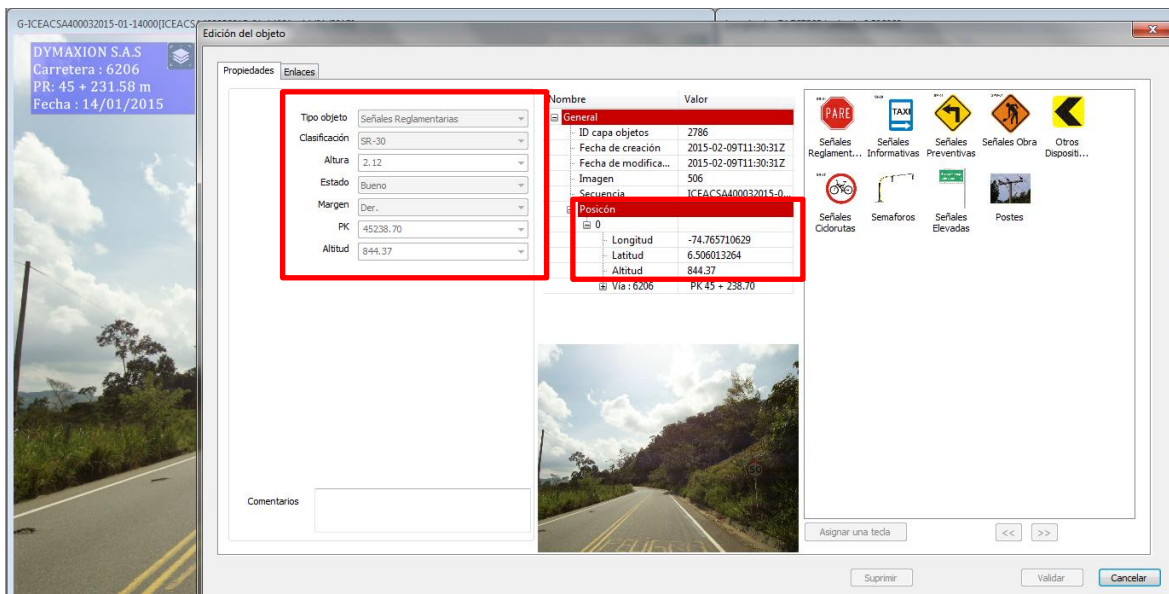 G-ICEACSA400032015-01-14000[ICEACSA
DYMAXION S.A.S
Carretera : 6206
PR: 45 + 231.58 m
Fecha : 14/01/2015
Edición del objeto
Propiedades Enlaces
Tipo objeto Señales Reglamentarias
Clasificación SR-30
Altura 2.12
Estado Bueno
Margen Der.
PK 45238.70
Altitud 844.37
Comentarios
Nombre Valor
General
ID capa objetos 2786
Fecha de creación 2015-02-09T11:30:31Z
Fecha de modifica... 2015-02-09T11:30:31Z
Imagen 506
Secuencia ICEACSA400032015-0...
Posicón
0
Longitud -74.765710629
Latitud 6.506013264
Altitud 844.37
Vía : 6206 PK 45 + 238.70
50
PELIGRO
PARE
TAXI
Señales Reglament...
Señales Informativas
Señales Preventivas
Señales Obra
Otros Dispositi...
Señales Ciclorutas
Semaforos
Señales Elevadas
Postes
Asignar una tecla << >>
Suprimir Validar Cancelar